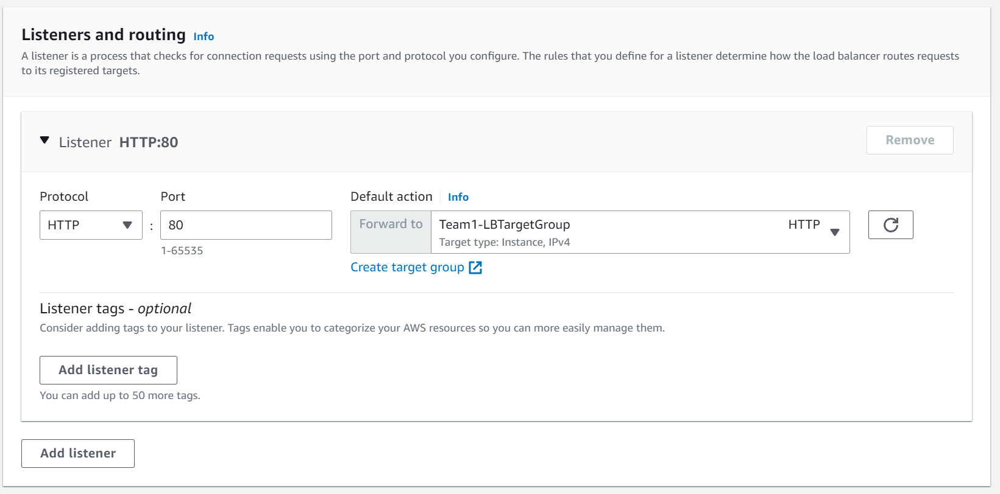 Listeners and routing Info
A listener is a process that checks for connection requests using the port and protocol you configure. The rules that you define for a listener determine how the load balancer routes requests
to its registered targets.
Listener HTTP:80
Remove
Protocol Port Default action Info
HTTP : 80 Forward to Team1-LBTargetGroup HTTP
Target type: Instance, IPv4
1-65535
Create target group
Listener tags - optional
Consider adding tags to your listener. Tags enable you to categorize your AWS resources so you can more easily manage them.
Add listener tag
You can add up to 50 more tags.
Add listener